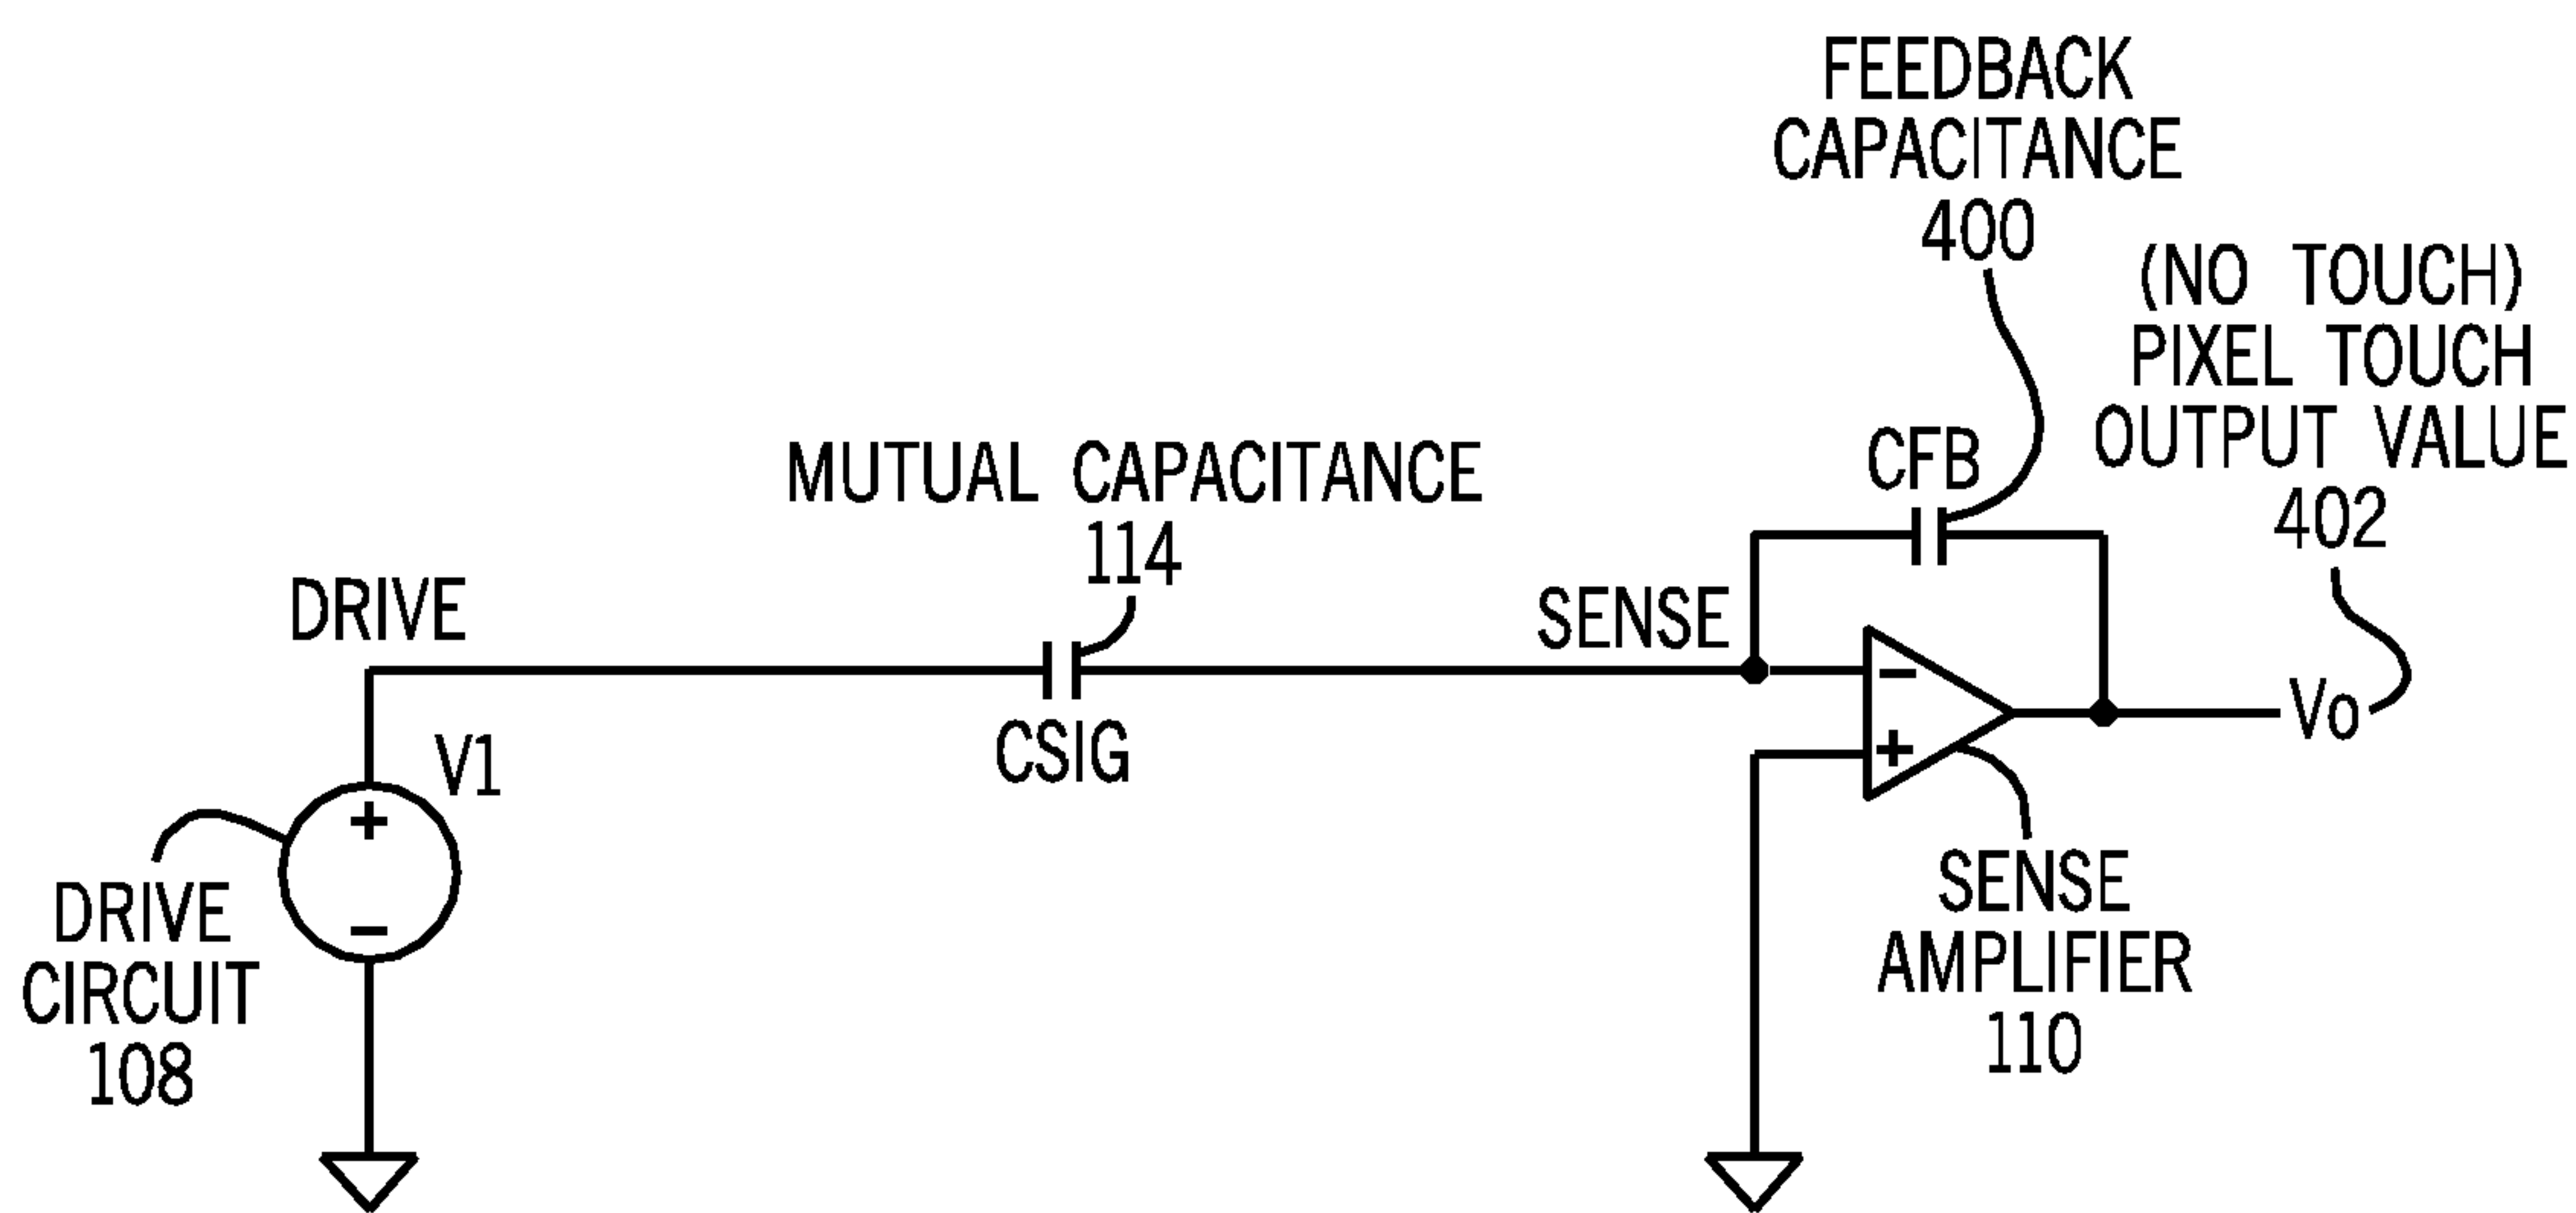 FEEDBACK
CAPACITANCE
400
(NO TOUCH)
PIXEL TOUCH
OUTPUT VALUE
402
CFB
MUTUAL CAPACITANCE
114
DRIVE
SENSE
CSIG
V1
+
−
−
+
Vo
DRIVE
CIRCUIT
108
SENSE
AMPLIFIER
110